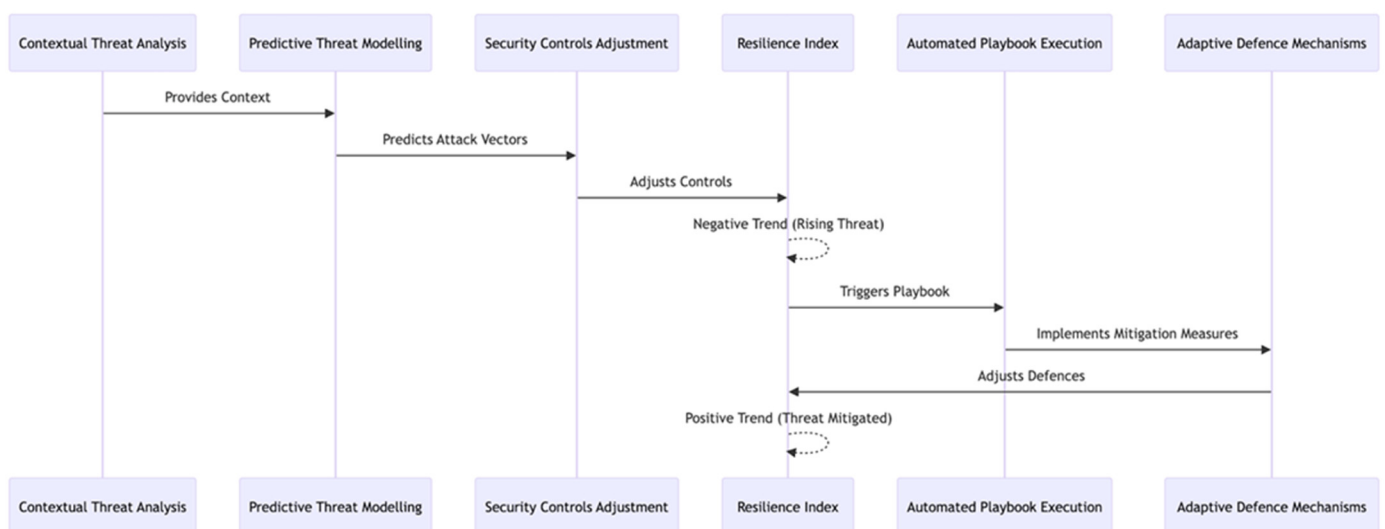 Contextual Threat Analysis
Predictive Threat Modelling
Security Controls Adjustment
Resilience Index
Automated Playbook Execution
Adaptive Defence Mechanisms
Provides Context
Predicts Attack Vectors
Adjusts Controls
Negative Trend (Rising Threat)
Triggers Playbook
Implements Mitigation Measures
Adjusts Defences
Positive Trend (Threat Mitigated)
Contextual Threat Analysis
Predictive Threat Modelling
Security Controls Adjustment
Resilience Index
Automated Playbook Execution
Adaptive Defence Mechanisms